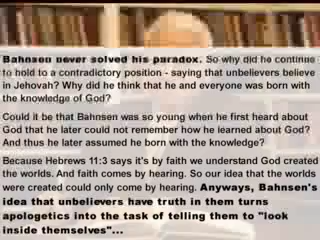 Bahnsen never solved his paradox. So why did he continue
to hold to a contradictory position - saying that unbelievers believe
in Jehovah? Why did he think that he and everyone was born with
the knowledge of God?
Could it be that Bahnsen was so young when he first heard about
God that he later could not remember how he learned about God?
And thus he later assumed he born with the knowledge?
Because Hebrews 11:3 says it's by faith we understand God created
the worlds. And faith comes by hearing. So our idea that the worlds
were created could only come by hearing. Anyways, Bahnsen's
idea that unbelievers have truth in them turns
apologetics into the task of telling them to "look
inside themselves"...